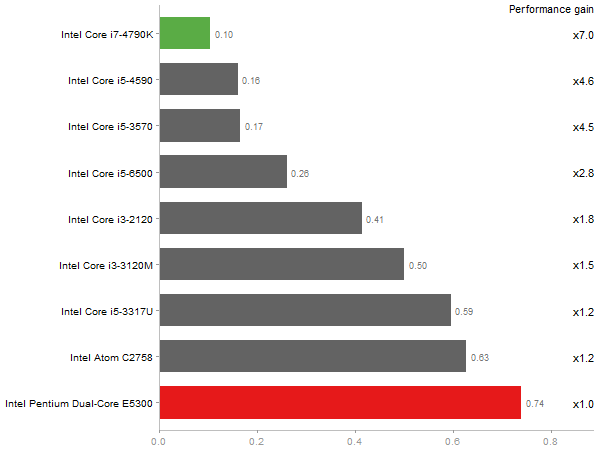 Performance gain
Intel Core i7-4790K 0.10 x7.0
Intel Core i5-4590 0.16 x4.6
Intel Core i5-3570 0.17 x4.5
Intel Core i5-6500 0.26 x2.8
Intel Core i3-2120 0.41 x1.8
Intel Core i3-3120M 0.50 x1.5
Intel Core i5-3317U 0.59 x1.2
Intel Atom C2758 0.63 x1.2
Intel Pentium Dual-Core E5300 0.74 x1.0
0.0 0.2 0.4 0.6 0.8